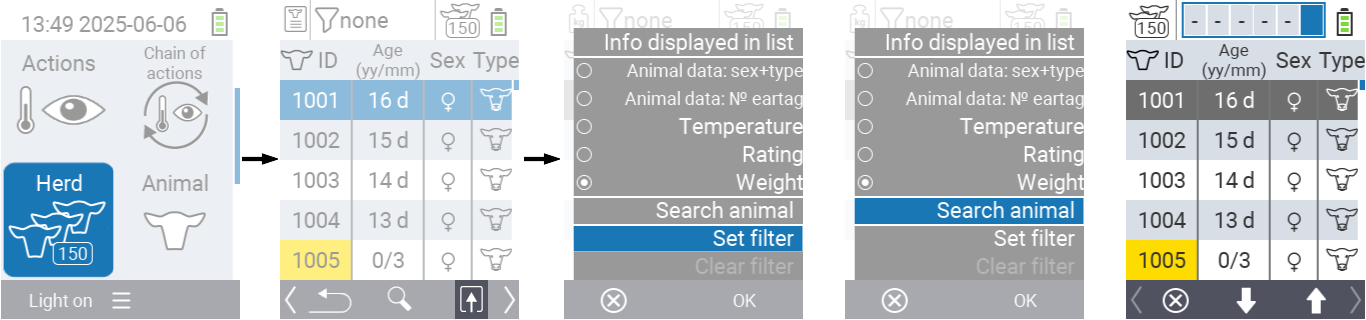 13:49 2025-06-06
Actions
Chain of
actions
Herd
150
Animal
Light on
none
150
ID Age (yy/mm) Sex Type
1001 16 d ♀
1002 15 d ♀
1003 14 d ♀
1004 13 d ♀
1005 0/3 ♀
kg none 150
Info displayed in list
Animal data: sex+type
Animal data: № eartag
Temperature
Rating
Weight
Search animal
Set filter
Clear filter
OK
kg none 150
Info displayed in list
Animal data: sex+type
Animal data: № eartag
Temperature
Rating
Weight
Search animal
Set filter
Clear filter
OK
150
- - - - -
ID Age (yy/mm) Sex Type
1001 16 d ♀
1002 15 d ♀
1003 14 d ♀
1004 13 d ♀
1005 0/3 ♀